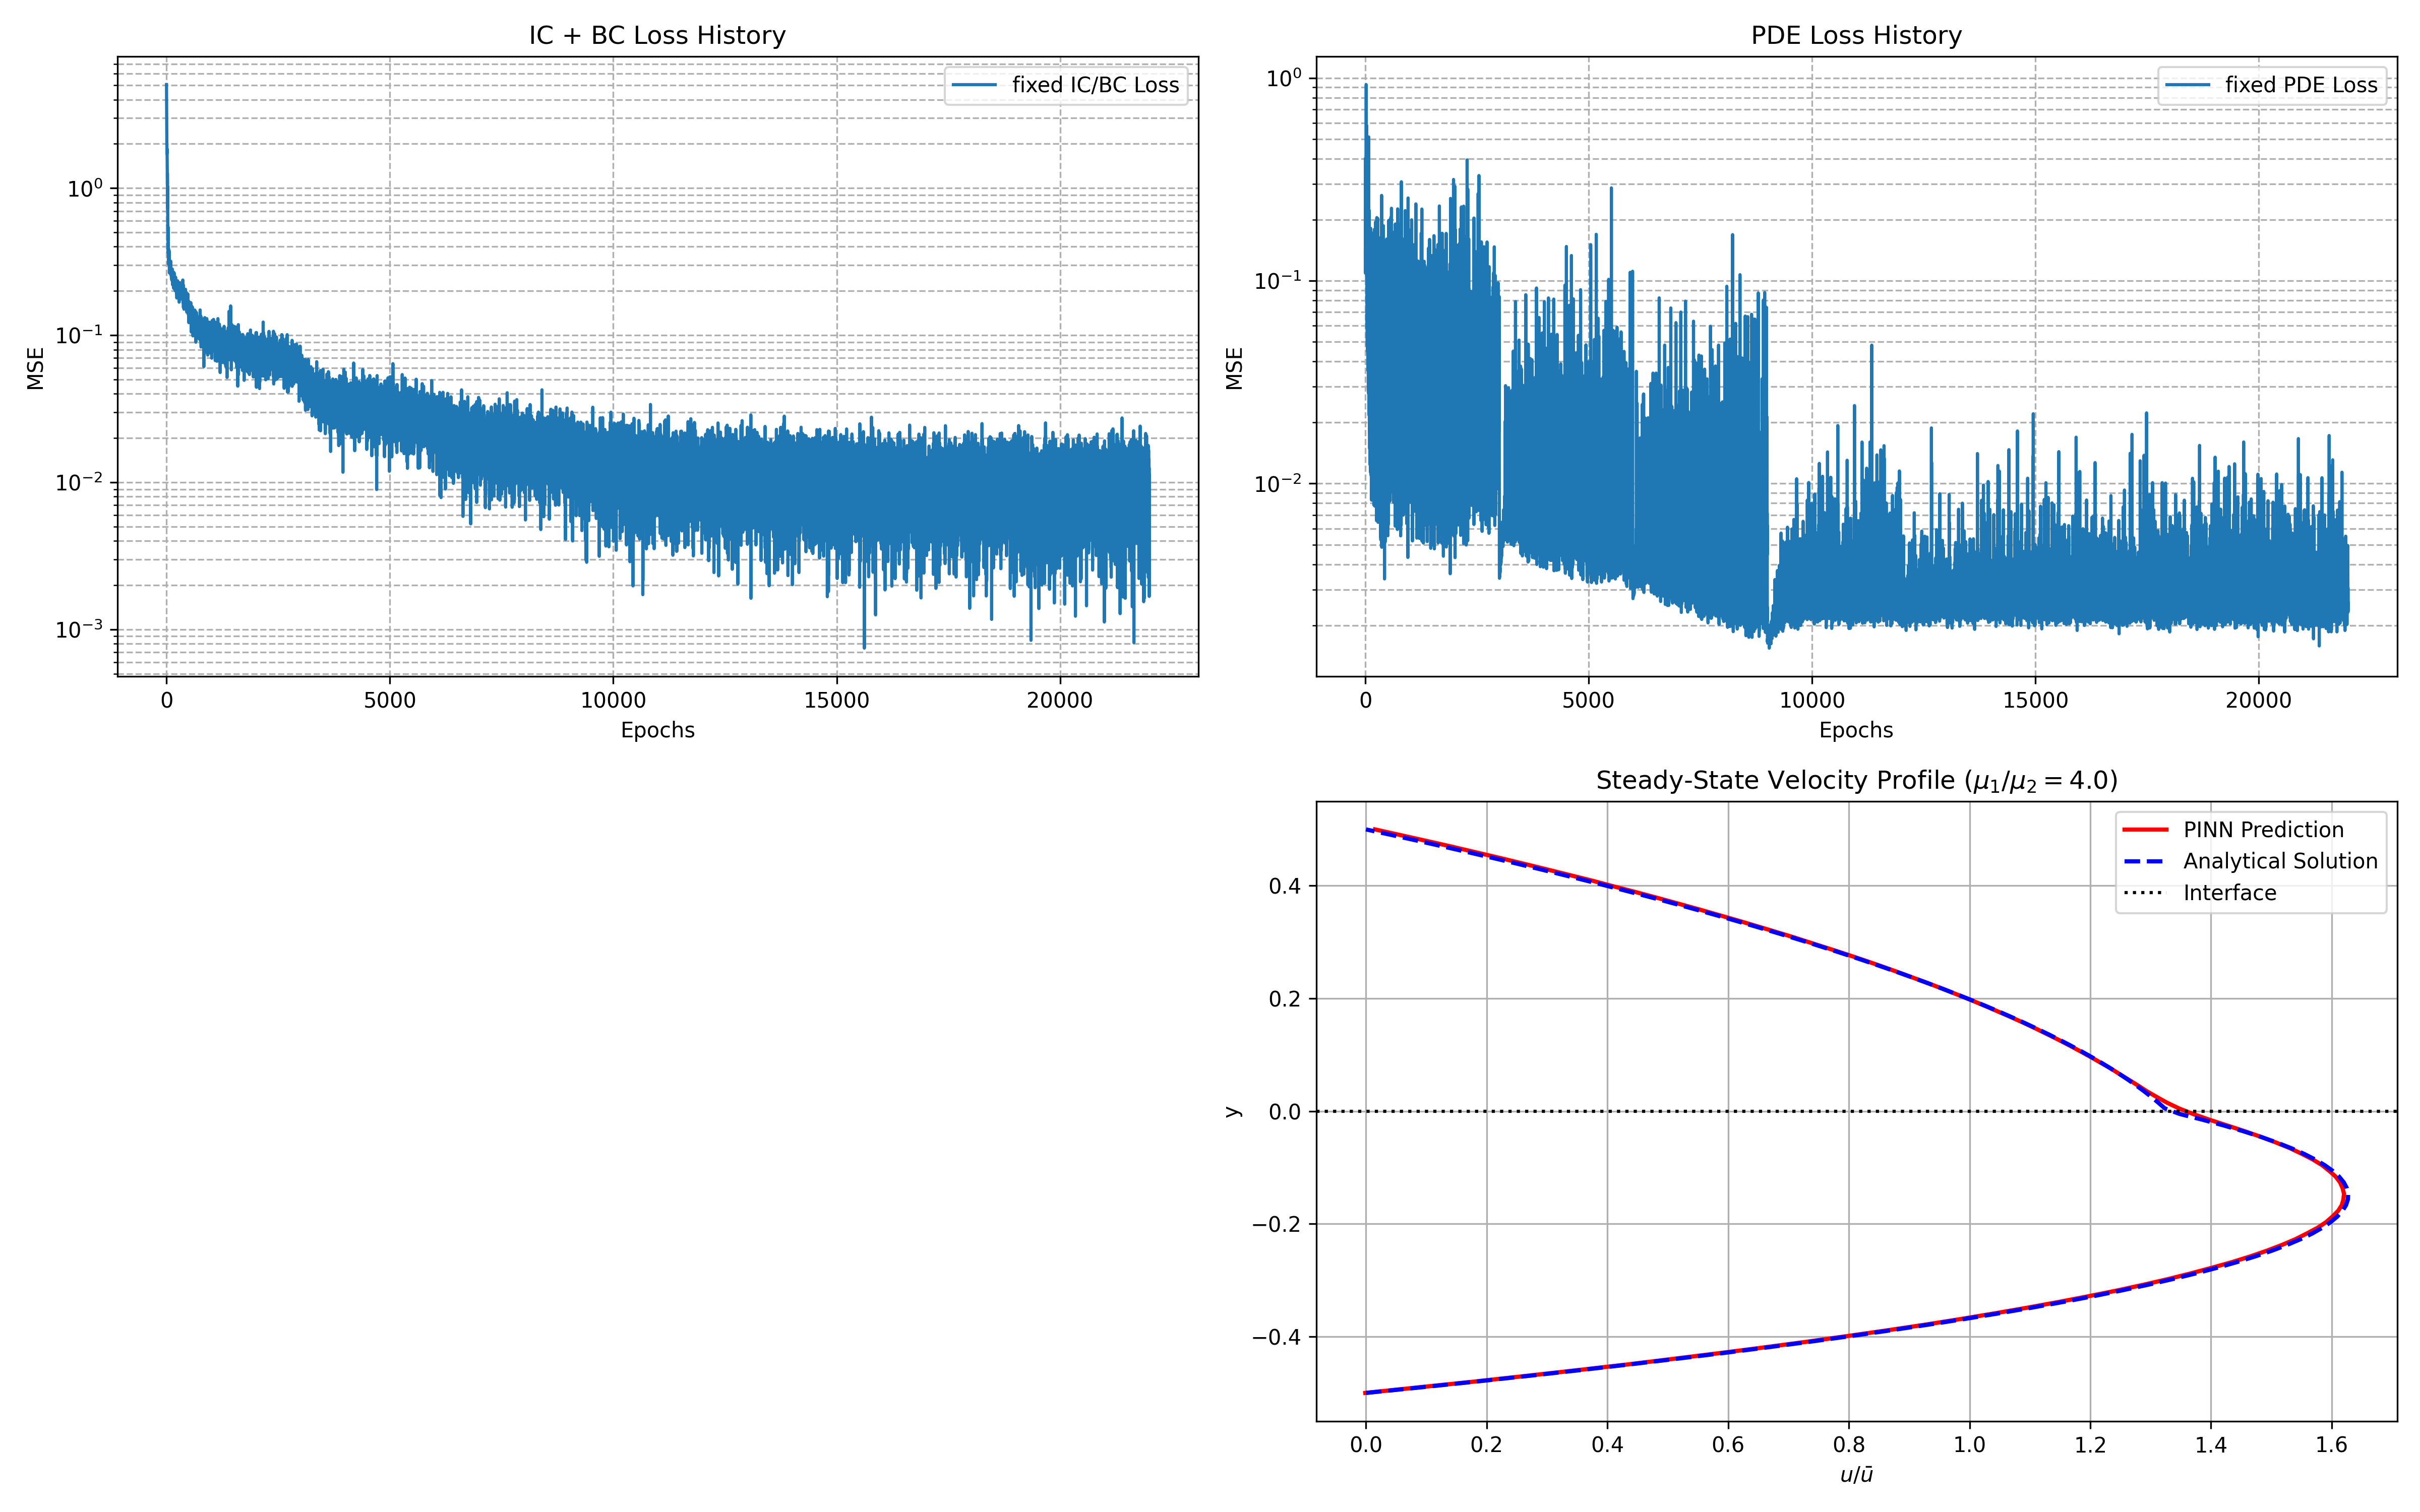 IC + BC Loss History
fixed IC/BC Loss
MSE
10⁰
10⁻¹
10⁻²
10⁻³
0 5000 10000 15000 20000
Epochs
PDE Loss History
fixed PDE Loss
MSE
10⁰
10⁻¹
10⁻²
0 5000 10000 15000 20000
Epochs
Steady-State Velocity Profile (μ₁/μ₂ = 4.0)
PINN Prediction
Analytical Solution
Interface
y
0.4
0.2
0.0
−0.2
−0.4
0.0 0.2 0.4 0.6 0.8 1.0 1.2 1.4 1.6
u/ū